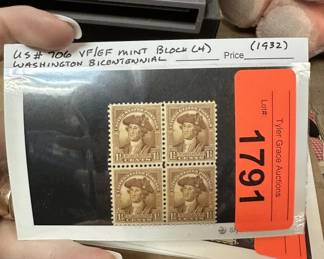 US# 706 VF/EF MINT BLOCK (4) (1932)
WASHINGTON BICENTENNIAL Price
Lot# 1791
Tyler Grace Auctions